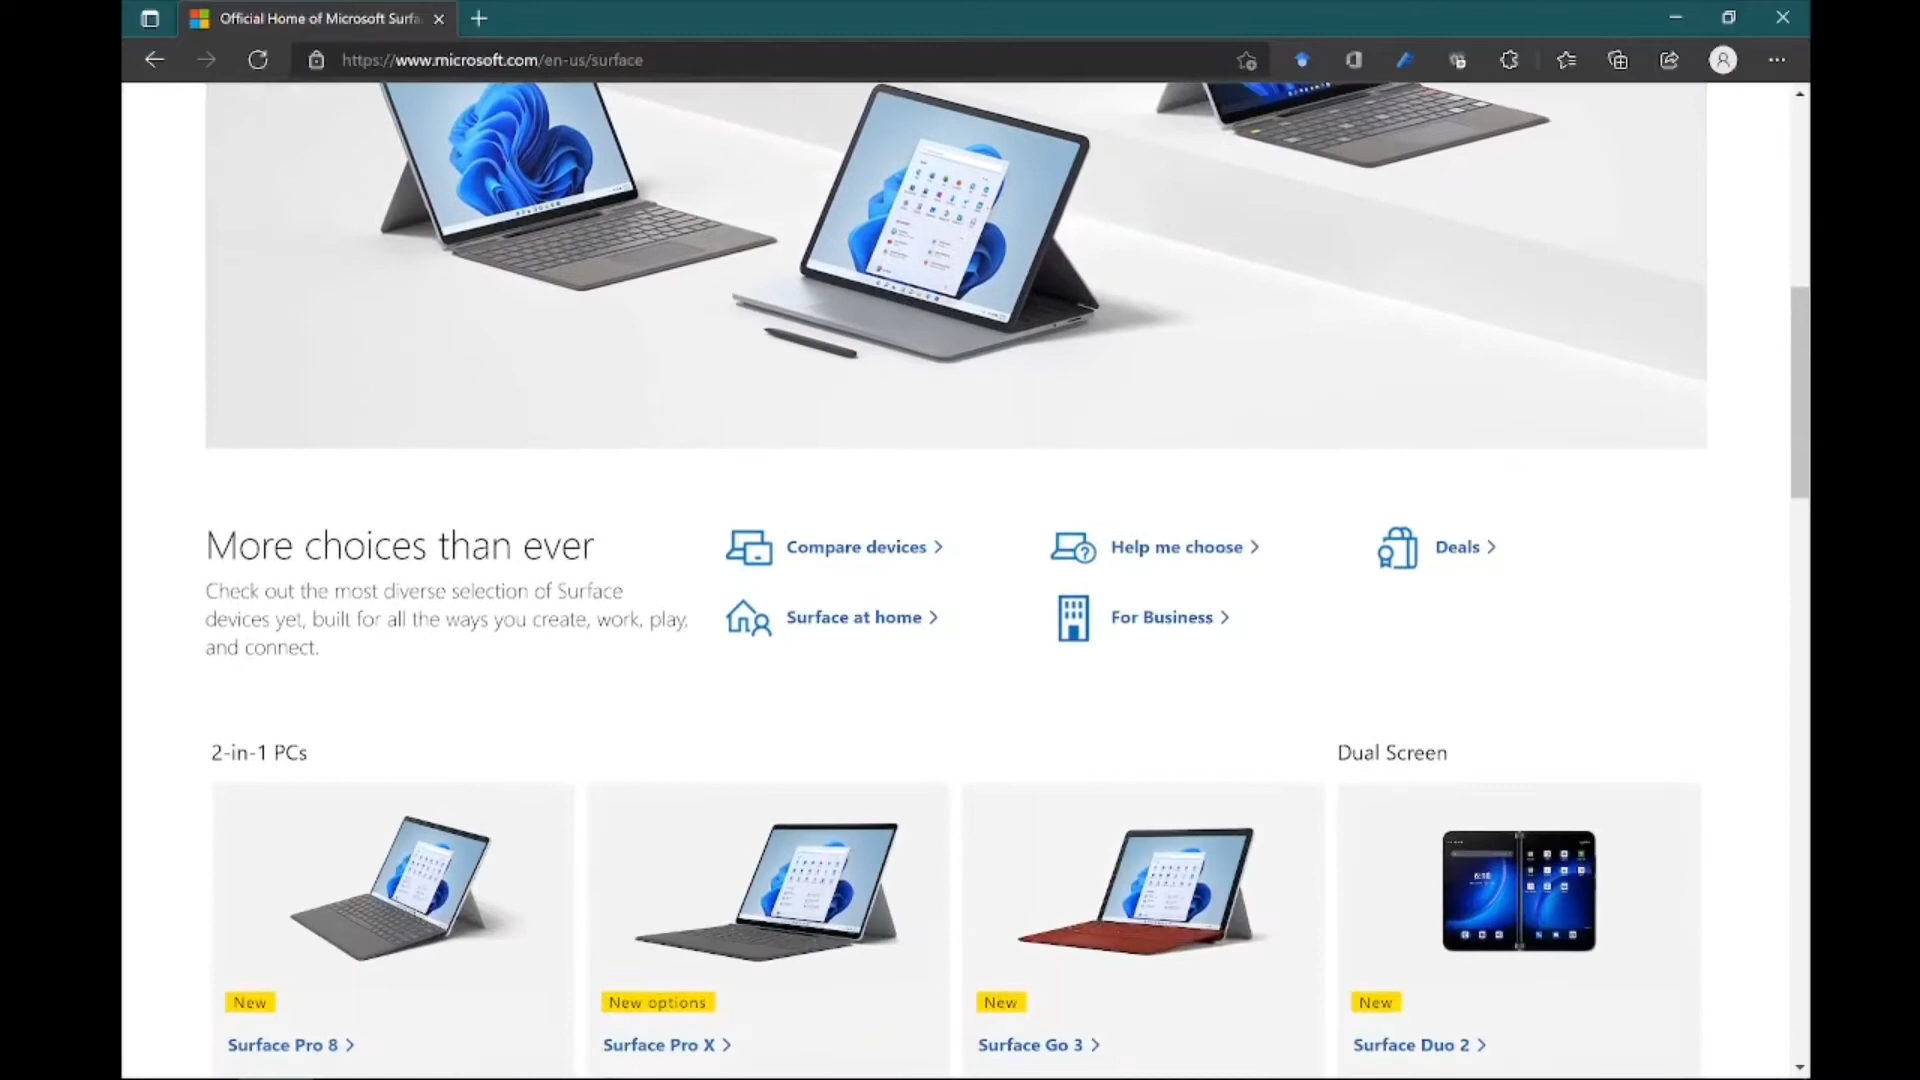 Official Home of Microsoft Surfa
https://www.microsoft.com/en-us/surface
More choices than ever
Check out the most diverse selection of Surface
devices yet, built for all the ways you create, work, play,
and connect.
Compare devices
Help me choose
Deals
Surface at home
For Business
2-in-1 PCs
Dual Screen
6:58
New
New options
New
New
Surface Pro 8
Surface Pro X
Surface Go 3
Surface Duo 2